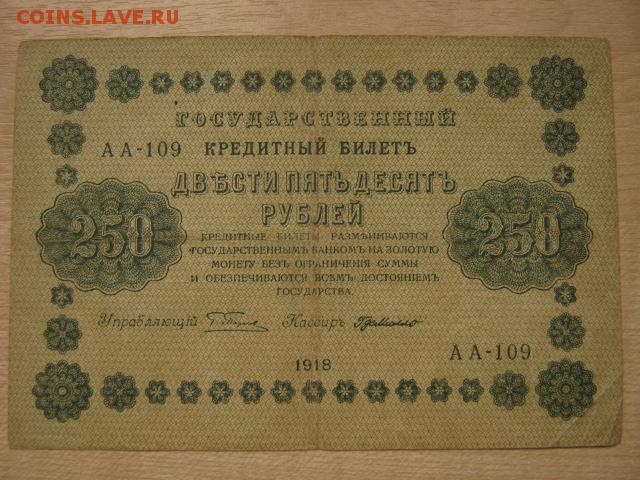 COINS.LAVE.RU
ГОСУДАРСТВЕННЫЙ
АА-109 КРЕДИТНЫЙ БИЛЕТЪ
ДВѢСТИ ПЯТЬДЕСЯТЪ
РУБЛЕЙ
250 250
КРЕДИТНЫЕ БИЛЕТЫ РАЗМѢНИВАЮТСЯ
ГОСУДАРСТВЕННЫМЪ БАНКОМЪ НА ЗОЛОТУЮ
МОНЕТУ БЕЗЪ ОГРАНИЧЕНІЯ СУММЫ
И ОБЕЗПЕЧИВАЮТСЯ ВСѢМЪ ДОСТОЯНІЕМЪ
ГОСУДАРСТВА.
Управляющій Кассиръ
АА-109
1918